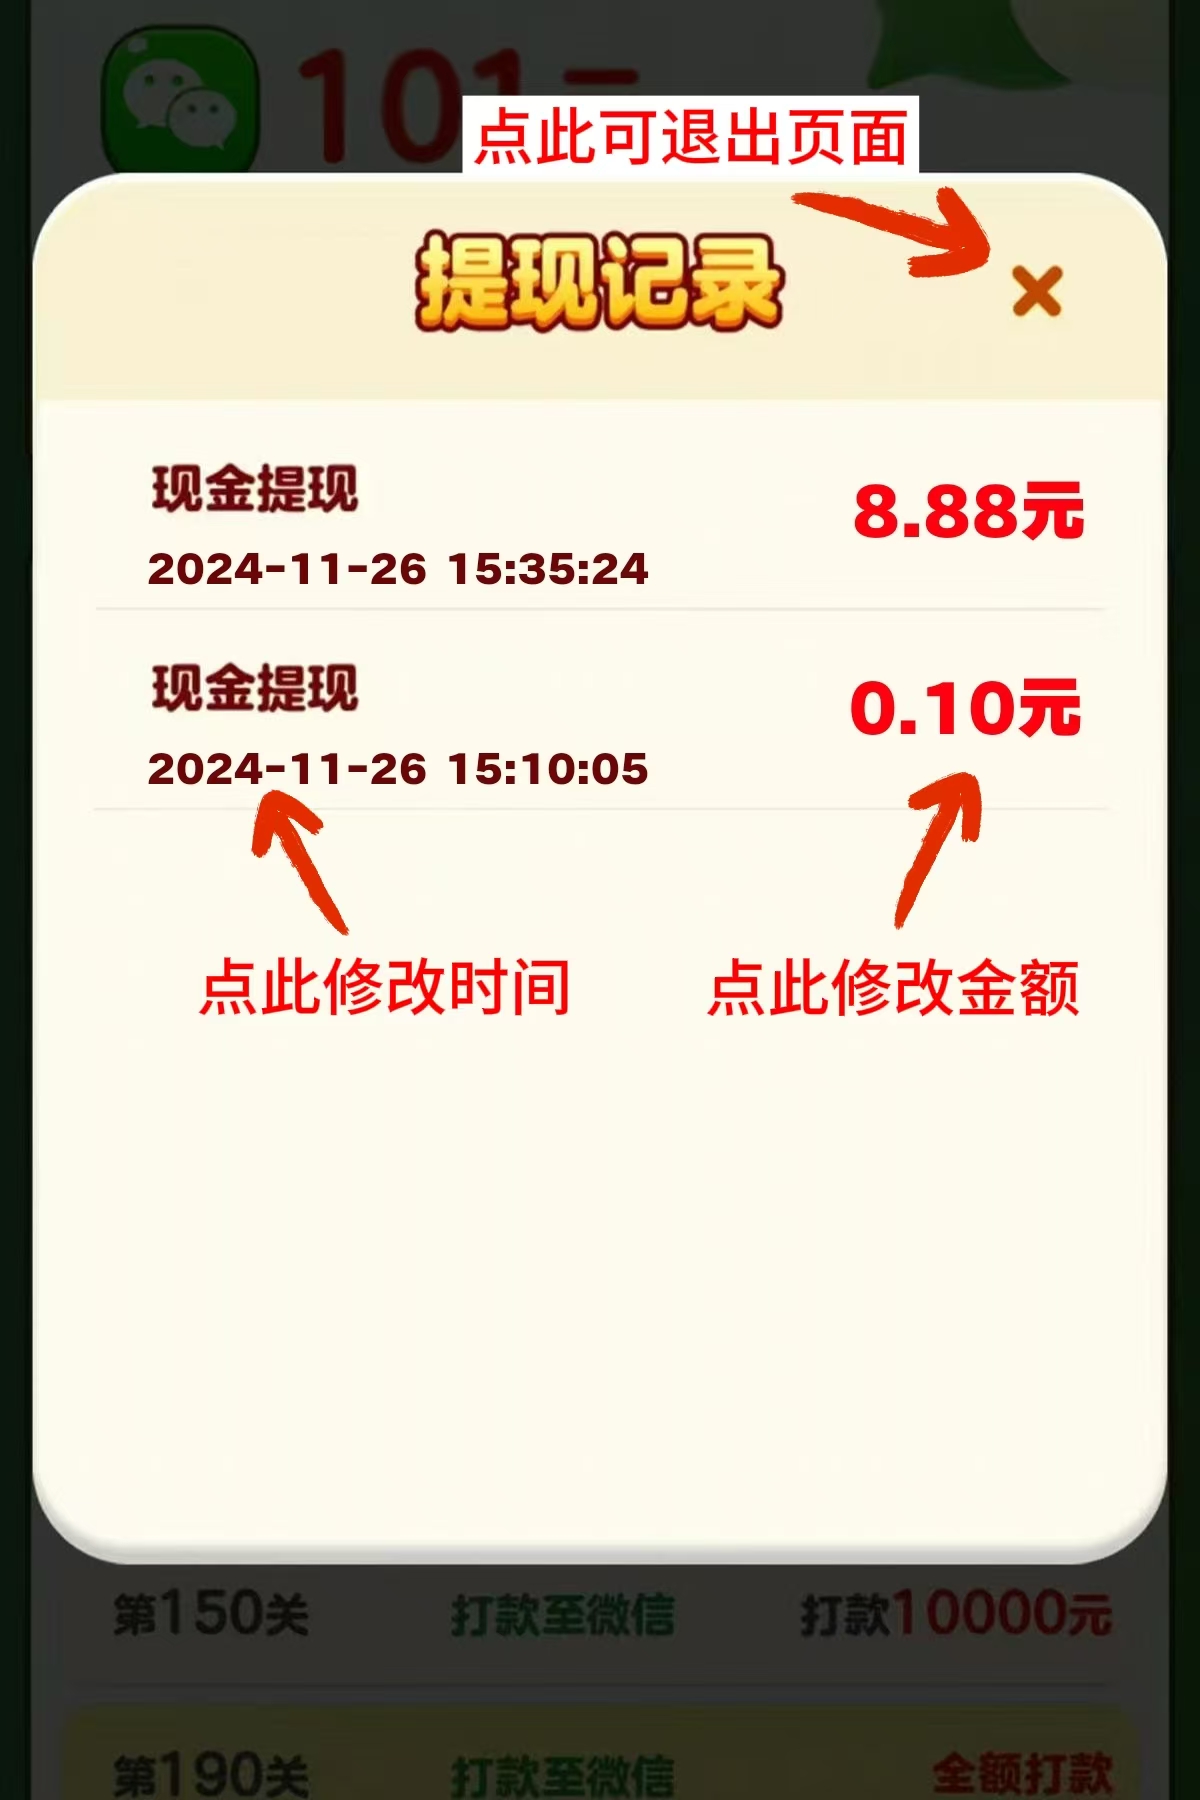 101元
点此可退出页面
提现记录
现金提现
8.88元
2024-11-26 15:35:24
现金提现
0.10元
2024-11-26 15:10:05
点此修改时间
点此修改金额
第150关 打款至微信 打款10000元
第190关 打款至微信 全额打款